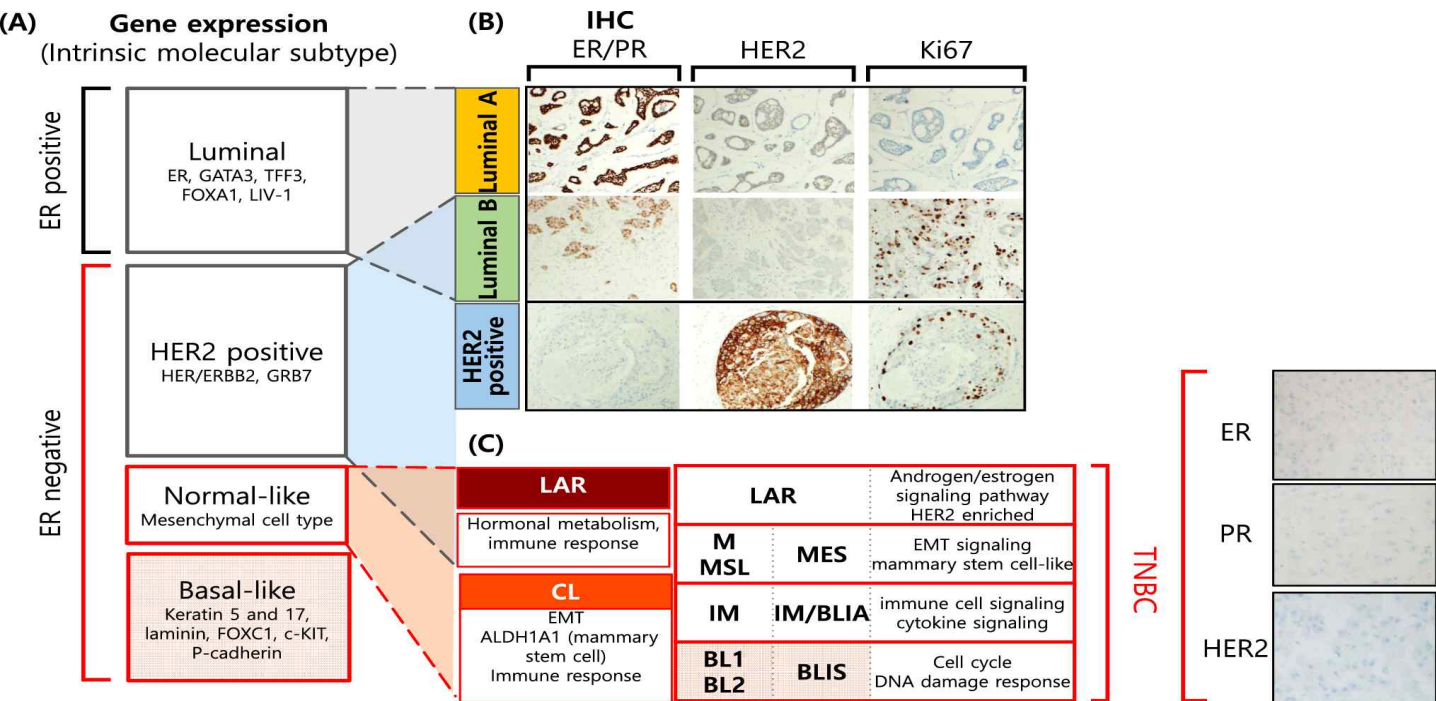 (A)
Gene expression
(Intrinsic molecular subtype)
ER positive
Luminal
ER, GATA3, TFF3,
FOXA1, LIV-1
ER negative
HER2 positive
HER/ERBB2, GRB7
Normal-like
Mesenchymal cell type
Basal-like
Keratin 5 and 17,
laminin, FOXC1, c-KIT,
P-cadherin
(B)
IHC
ER/PR
HER2
Ki67
Luminal A
Luminal B
HER2
positive
(C)
LAR
Hormonal metabolism,
immune response
CL
EMT
ALDH1A1 (mammary
stem cell)
Immune response
LAR
Androgen/estrogen
signaling pathway
HER2 enriched
M
MSL
MES
EMT signaling
mammary stem cell-like
IM
IM/BLIA
immune cell signaling
cytokine signaling
BL1
BL2
BLIS
Cell cycle
DNA damage response
TNBC
ER
PR
HER2